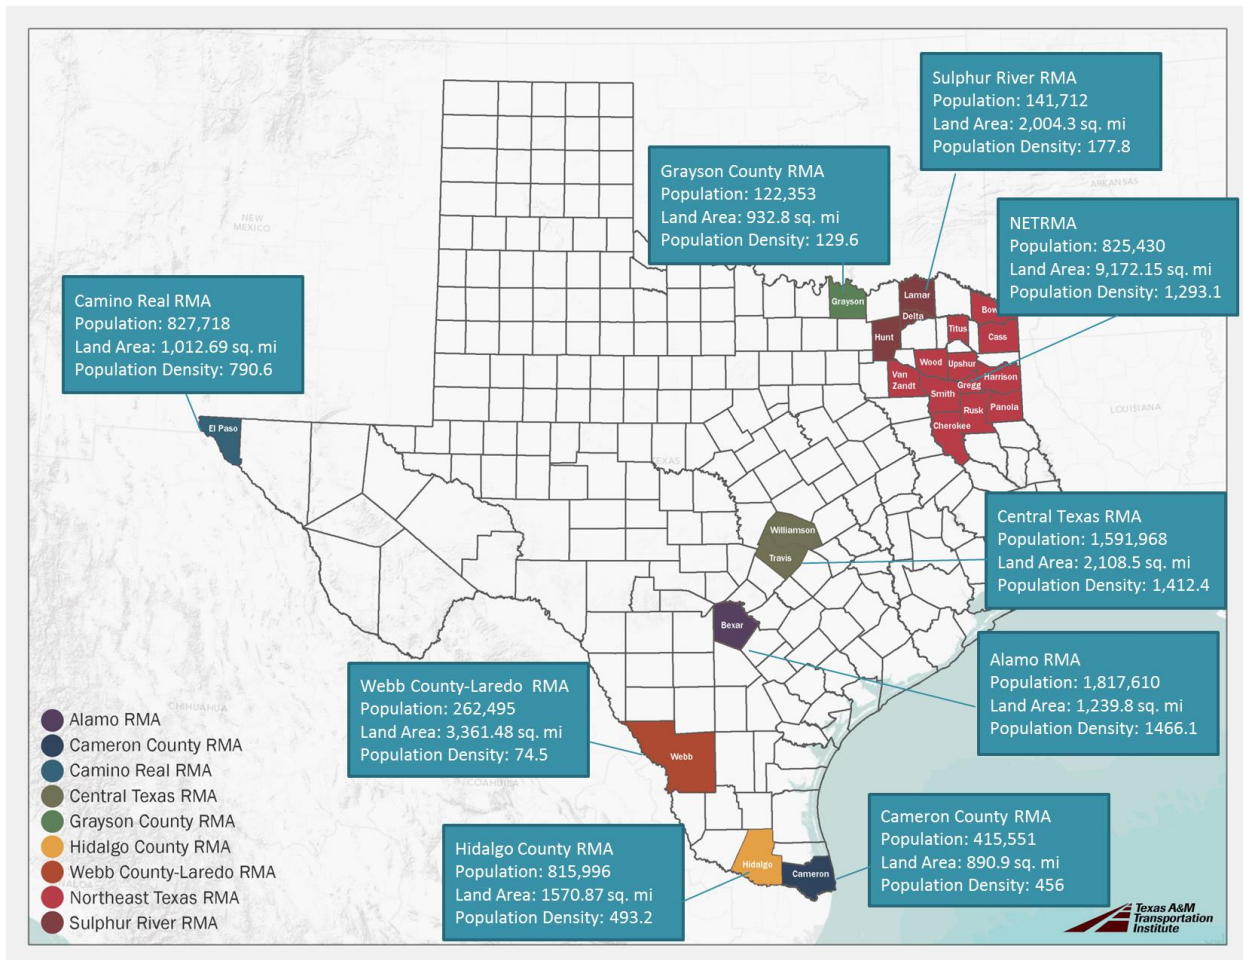 Sulphur River RMA
Population: 141,712
Land Area: 2,004.3 sq. mi
Population Density: 177.8
Grayson County RMA
Population: 122,353
Land Area: 932.8 sq. mi
Population Density: 129.6
ARKANSAS
NEW
MEXICO
NETRMA
Population: 825,430
Land Area: 9,172.15 sq. mi
Population Density: 1,293.1
Camino Real RMA
Population: 827,718
Land Area: 1,012.69 sq. mi
Population Density: 790.6
Grayson
Lamar
Delta
Hunt
Titus
Cass
Wood
Upshur
Van
Zandt
Smith
Gregg
Harrison
Rusk
Panola
Cherokee
LOUISIANA
El Paso
TEXAS
Williamson
Travis
Central Texas RMA
Population: 1,591,968
Land Area: 2,108.5 sq. mi
Population Density: 1,412.4
Bexar
Alamo RMA
Population: 1,817,610
Land Area: 1,239.8 sq. mi
Population Density: 1466.1
Webb County-Laredo RMA
Population: 262,495
Land Area: 3,361.48 sq. mi
Population Density: 74.5
Webb
CHIHUAHUA
COAHUILA
Alamo RMA
Cameron County RMA
Camino Real RMA
Central Texas RMA
Grayson County RMA
Hidalgo County RMA
Webb County-Laredo RMA
Northeast Texas RMA
Sulphur River RMA
Hidalgo County RMA
Population: 815,996
Land Area: 1570.87 sq. mi
Population Density: 493.2
Hidalgo
Cameron
Cameron County RMA
Population: 415,551
Land Area: 890.9 sq. mi
Population Density: 456
Texas A&M
Transportation
Institute